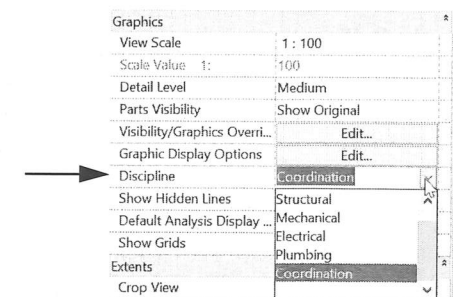 Graphics
View Scale 1 : 100
Scale Value 1: 100
Detail Level Medium
Parts Visibility Show Original
Visibility/Graphics Overri... Edit...
Graphic Display Options Edit...
Discipline Coordination
Show Hidden Lines Structural
Default Analysis Display ... Mechanical
Electrical
Show Grids Plumbing
Extents Coordination
Crop View